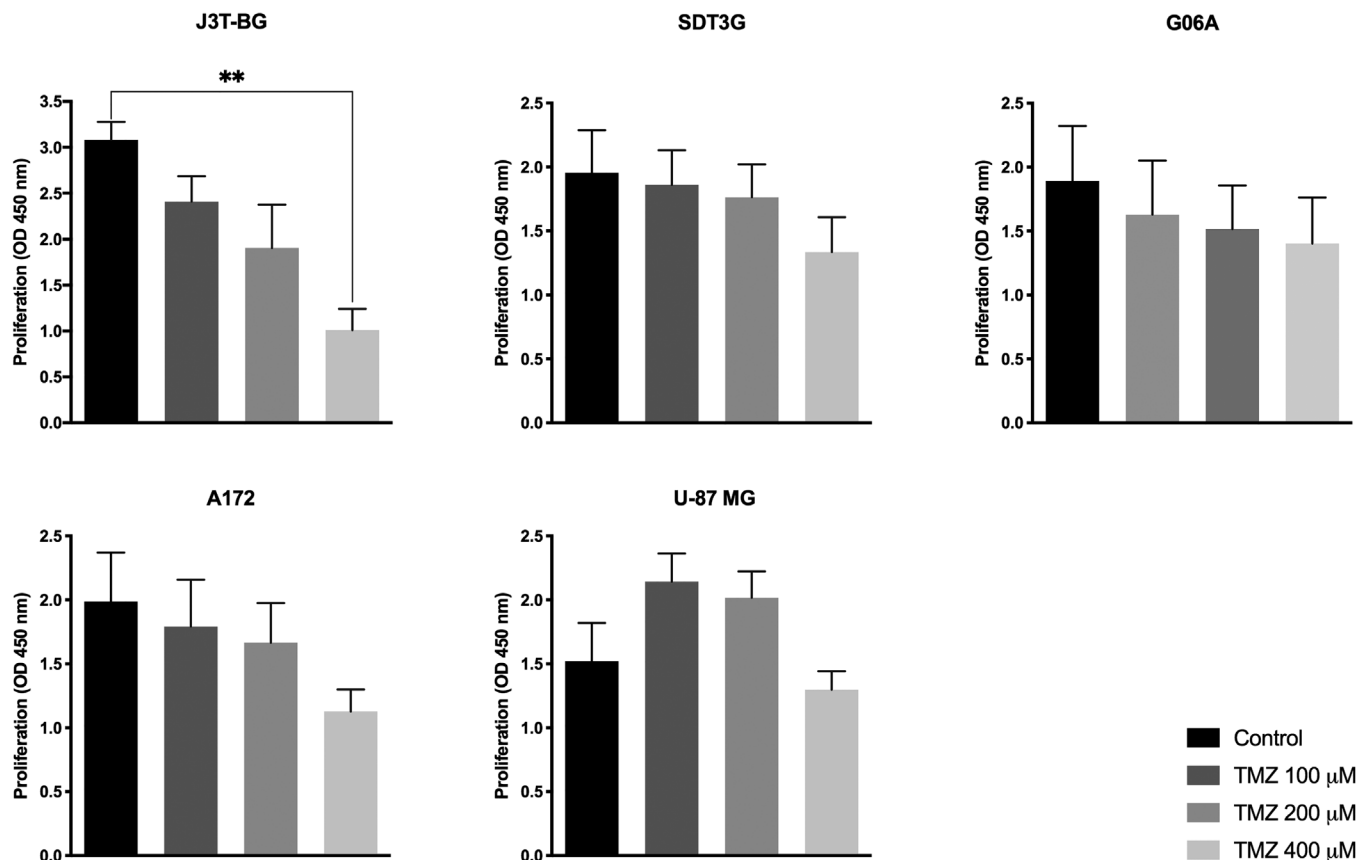 J3T-BG
**
Proliferation (OD 450 nm)
3.5
3.0
2.5
2.0
1.5
1.0
0.5
0.0
SDT3G
Proliferation (OD 450 nm)
2.5
2.0
1.5
1.0
0.5
0.0
G06A
Proliferation (OD 450 nm)
2.5
2.0
1.5
1.0
0.5
0.0
A172
Proliferation (OD 450 nm)
2.5
2.0
1.5
1.0
0.5
0.0
U-87 MG
Proliferation (OD 450 nm)
2.5
2.0
1.5
1.0
0.5
0.0
Control
TMZ 100 μM
TMZ 200 μM
TMZ 400 μM